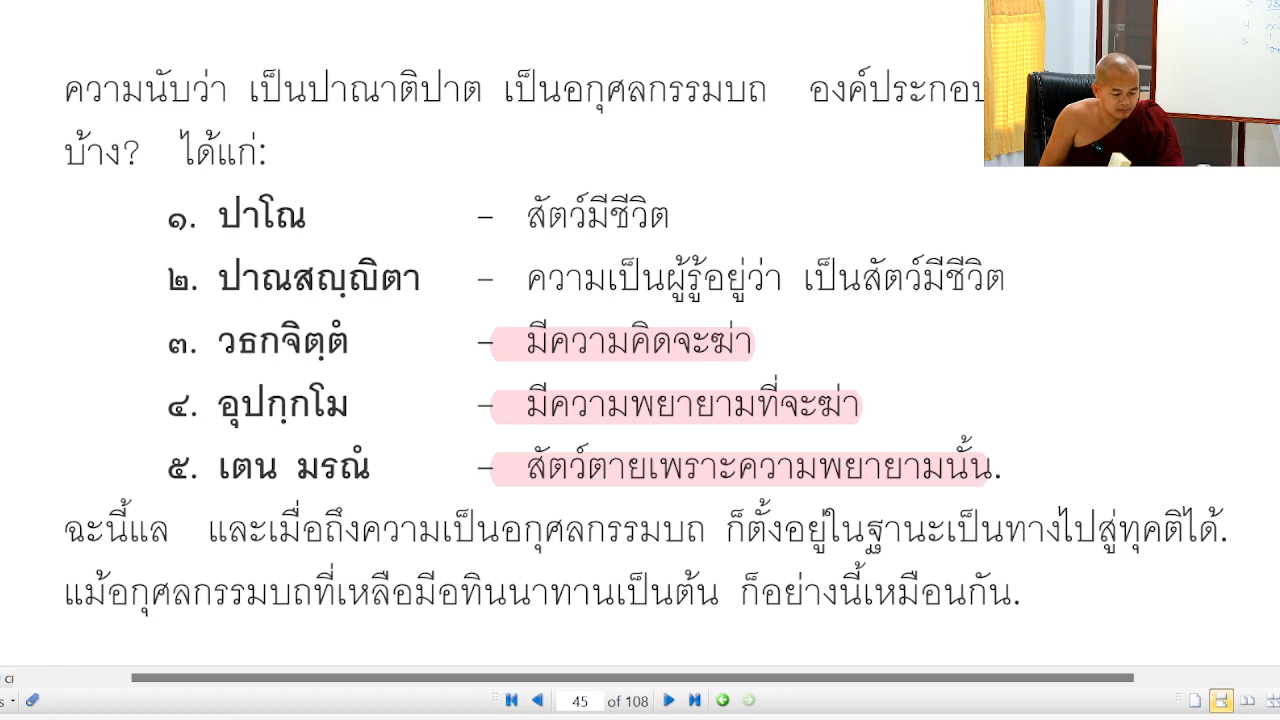 ความนับว่า เป็นปาณาติปาต เป็นอกุศลกรรมบถ องค์ประกอบ
บ้าง? ได้แก่:
๑. ปาโณ – สัตว์มีชีวิต
๒. ปาณสญฺญิตา – ความเป็นผู้รู้อยู่ว่า เป็นสัตว์มีชีวิต
๓. วธกจิตฺตํ – มีความคิดจะฆ่า
๔. อุปกฺกโม – มีความพยายามที่จะฆ่า
๕. เตน มรณํ – สัตว์ตายเพราะความพยายามนั้น.
ฉะนี้แล และเมื่อถึงความเป็นอกุศลกรรมบถ ก็ตั้งอยู่ในฐานะเป็นทางไปสู่ทุคติได้.
แม้อกุศลกรรมบถที่เหลือมีอทินนาทานเป็นต้น ก็อย่างนี้เหมือนกัน.
45 of 108